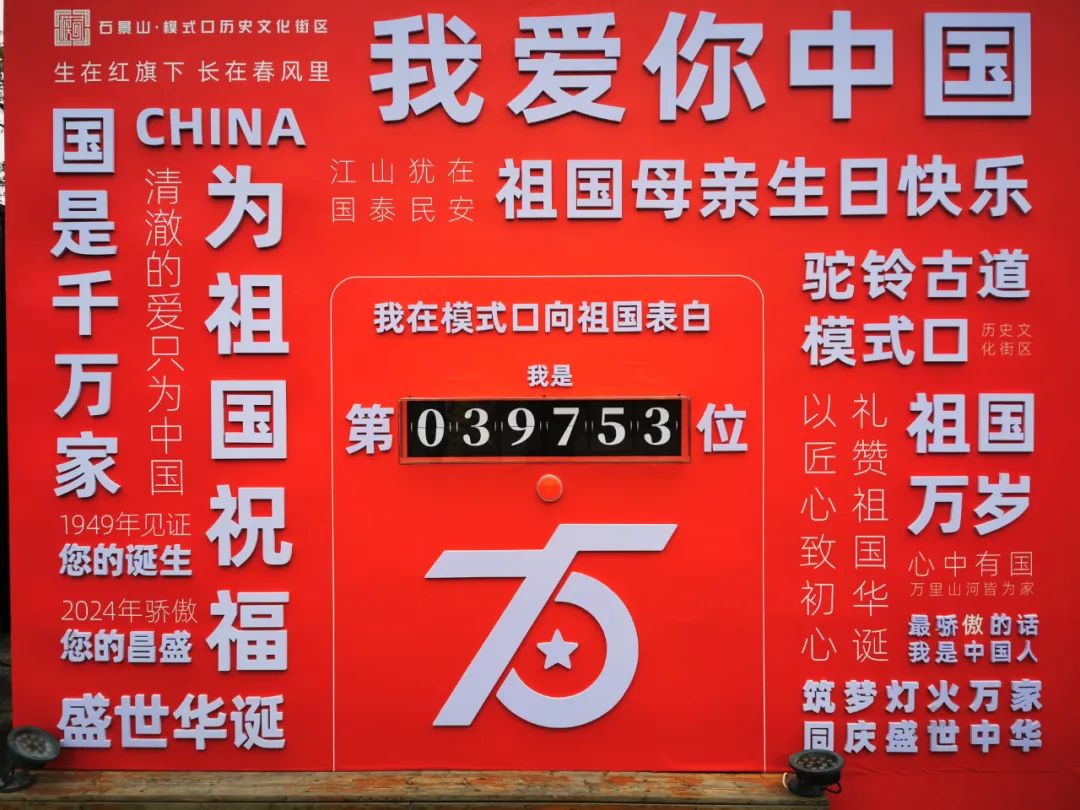 石景山·模式口历史文化街区
生在红旗下 长在春风里
我爱你中国
CHINA
国是千万家
清澈的爱只为中国
为祖国祝福
江山犹在
国泰民安
祖国母亲生日快乐
1949年见证
您的诞生
2024年骄傲
您的昌盛
盛世华诞
我在模式口向祖国表白
我是
第039753位
75
驼铃古道
模式口
历史文
化街区
礼赞祖国华诞
以匠心致初心
祖国
万岁
心中有国
万里山河皆为家
最骄傲的话
我是中国人
筑梦灯火万家
同庆盛世中华